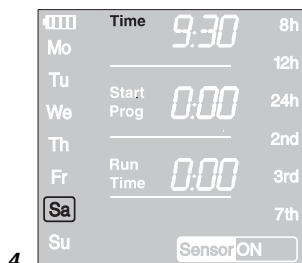 Time 9:30 8h
Mo
12h
Tu
Start
Prog 0:00 24h
We
2nd
Th
Run
Time 0:00 3rd
Fr
Sa 7th
Su
Sensor ON
4